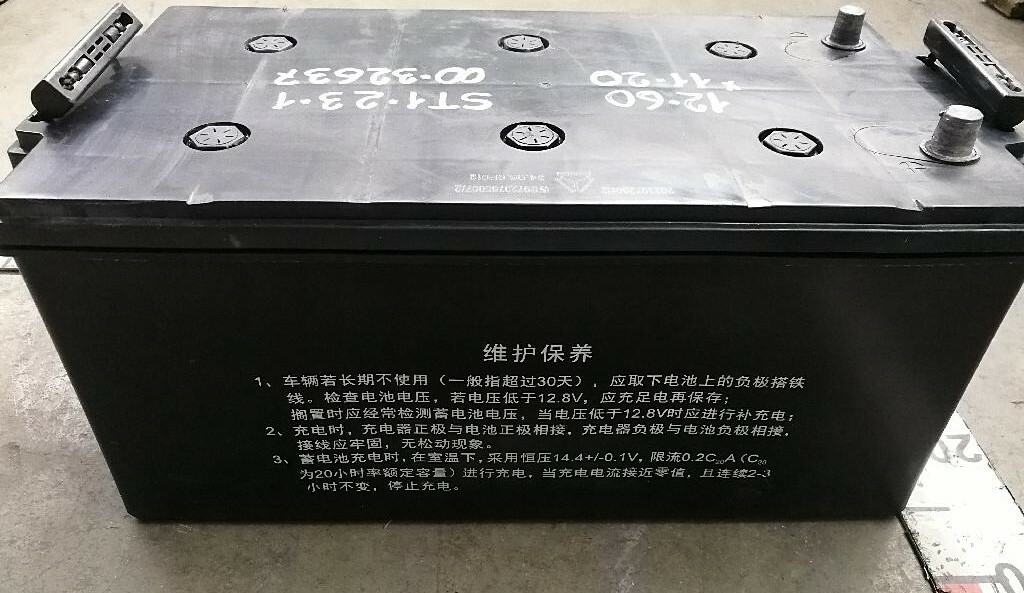 12-60
*11-20
ST1-23-1
00-32637
维护保养
1、车辆若长期不使用（一般指超过30天），应取下电池上的负极搭铁
线。检查电池电压，若电压低于12.8V，应充足电再保存；
搁置时应经常检测蓄电池电压，当电压低于12.8V时应进行补充电；
2、充电时，充电器正极与电池正极相接，充电器负极与电池负极相接，
接线应牢固，无松动现象。
3、蓄电池充电时，在室温下，采用恒压14.4+/-0.1V，限流0.2C20A（C20
为20小时率额定容量）进行充电，当充电电流接近零值，且连续2-3
小时不变，停止充电。